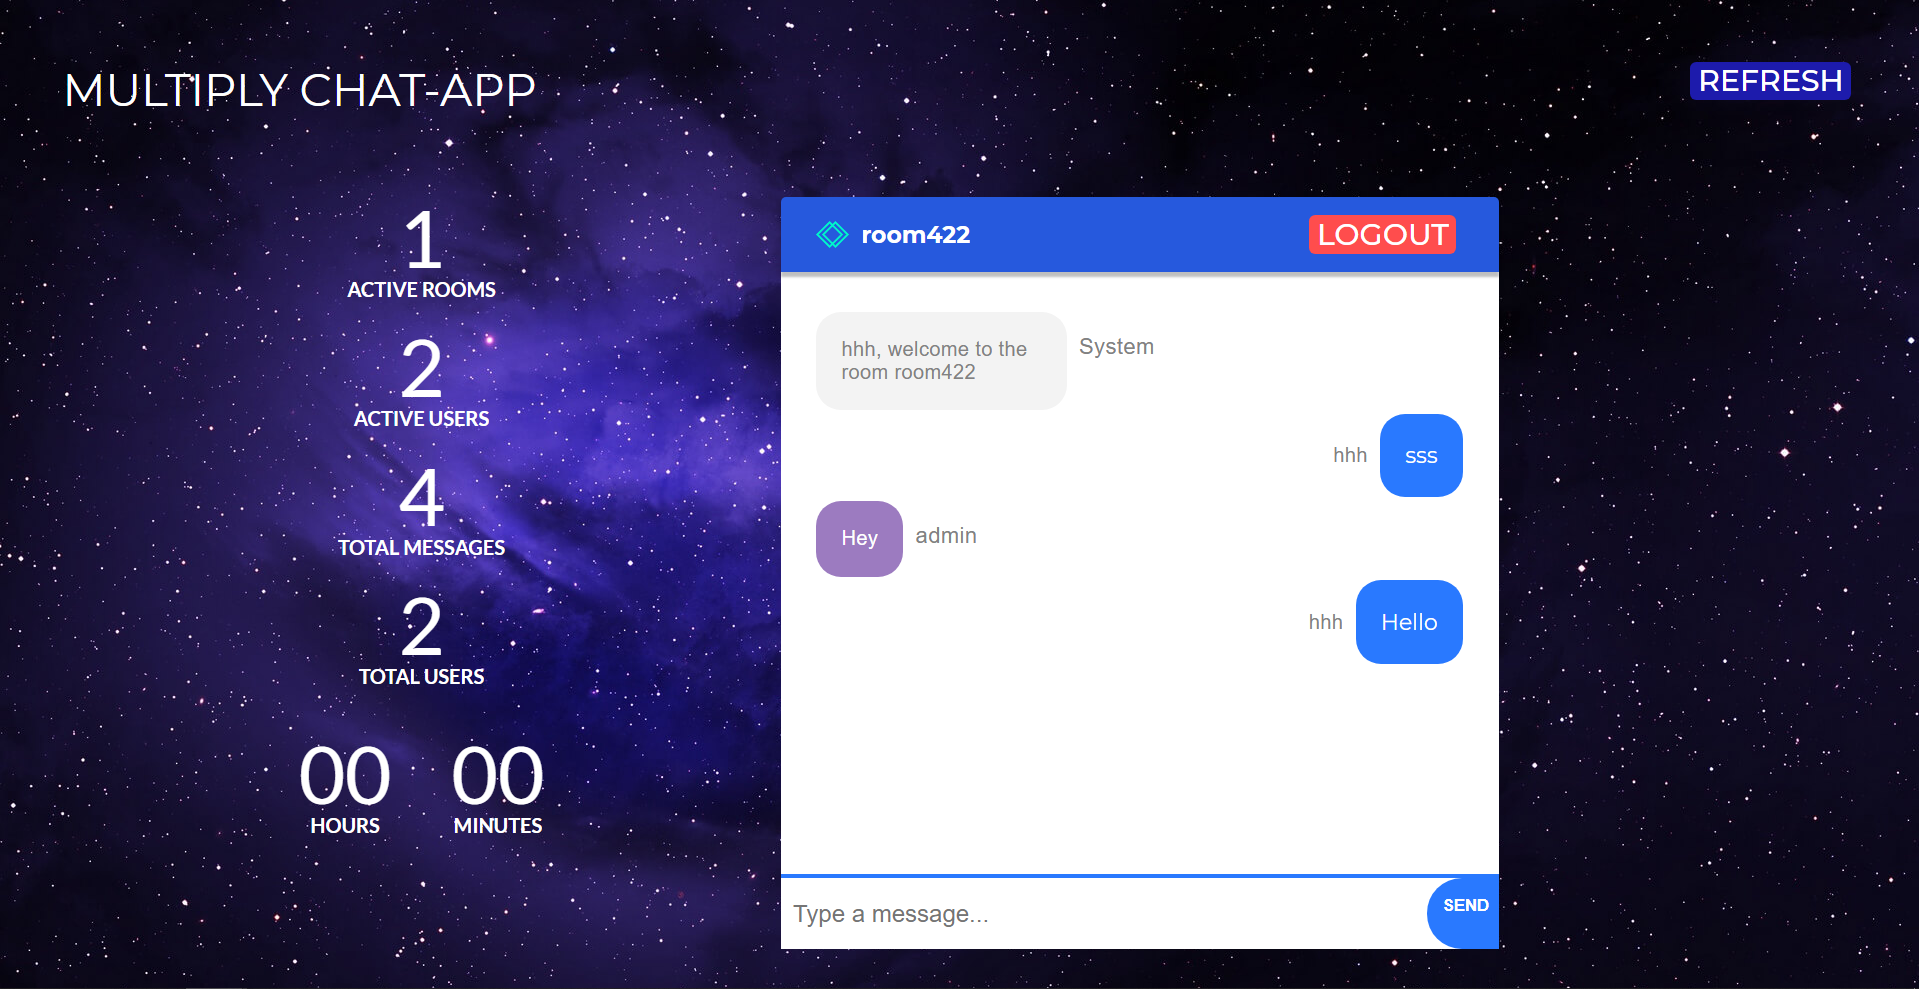 MULTIPLY CHAT-APP
REFRESH
1
ACTIVE ROOMS
2
ACTIVE USERS
4
TOTAL MESSAGES
2
TOTAL USERS
00 00
HOURS MINUTES
room422
LOGOUT
hhh, welcome to the
room room422
System
hhh
sss
Hey
admin
hhh
Hello
Type a message...
SEND